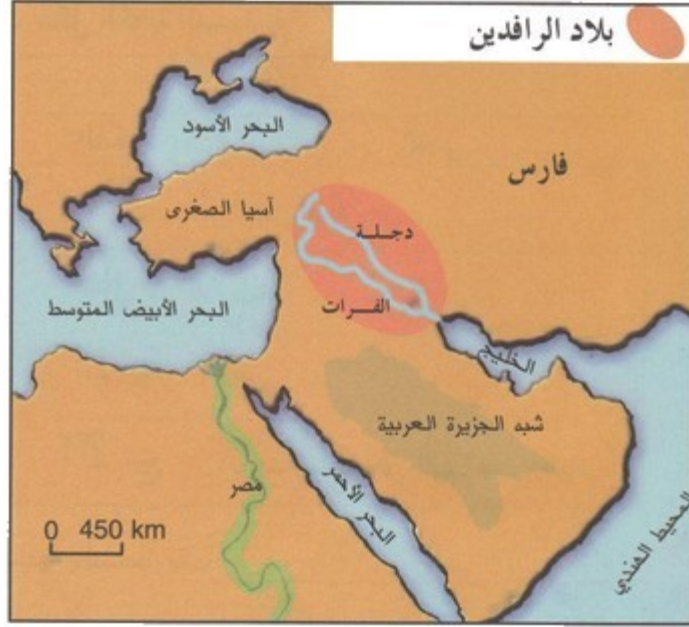 بلاد الرافدين
البحر الأسود
فارس
آسيا الصغرى
دجلة
البحر الأبيض المتوسط
الفرات
الخليج
شبه الجزيرة العربية
مصر
البحر الأحمر
المحيط الهندي
0 450 km